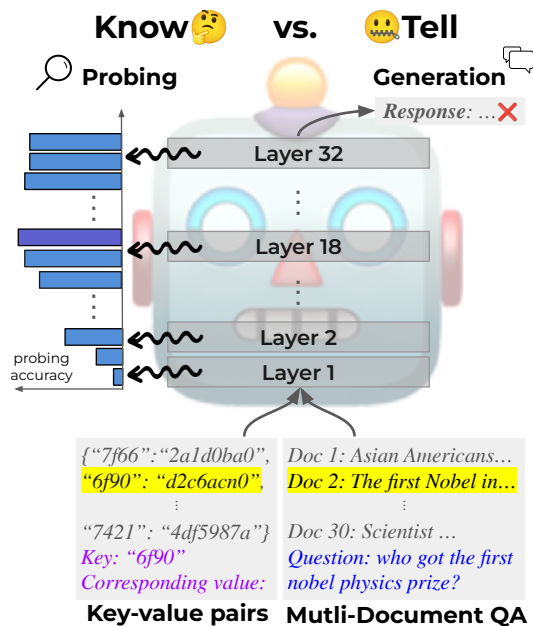 Know vs. Tell
Probing
Generation
Response: ...
Layer 32
Layer 18
Layer 2
Layer 1
probing
accuracy
{“7f66”:“2a1d0ba0”,
“6f90”: “d2c6acn0”,
“7421”: “4df5987a”}
Key: “6f90”
Corresponding value:
Key-value pairs
Doc 1: Asian Americans...
Doc 2: The first Nobel in...
Doc 30: Scientist ...
Question: who got the first
nobel physics prize?
Mutli-Document QA